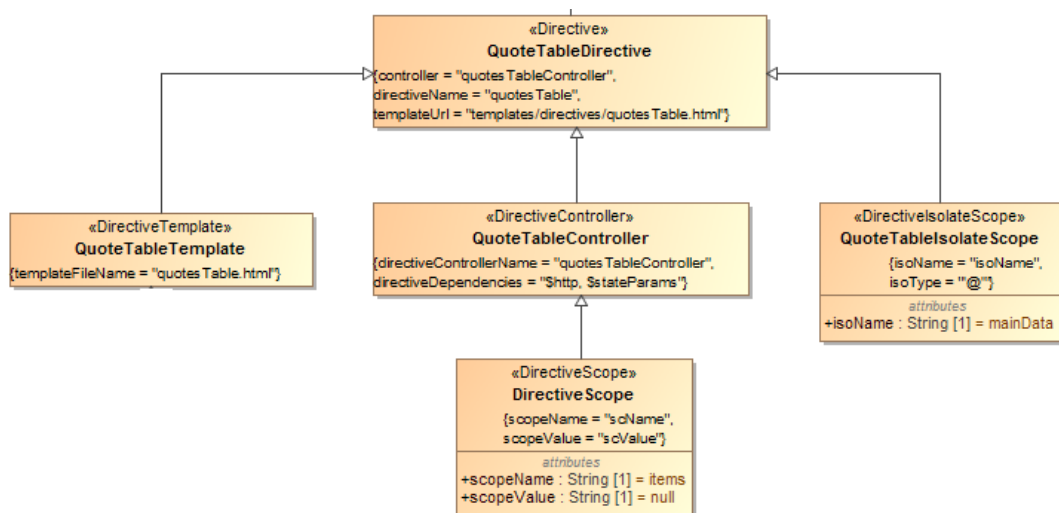 «Directive»
QuoteTableDirective
{controller = "quotesTableController",
directiveName = "quotesTable",
templateUrl = "templates/directives/quotesTable.html"}
«DirectiveTemplate»
QuoteTableTemplate
{templateFileName = "quotesTable.html"}
«DirectiveController»
QuoteTableController
{directiveControllerName = "quotesTableController",
directiveDependencies = "$http, $stateParams"}
«DirectiveIsolateScope»
QuoteTableIsolateScope
{isoName = "isoName",
isoType = "'@'"}
attributes
+isoName : String [1] = mainData
«DirectiveScope»
DirectiveScope
{scopeName = "scName",
scopeValue = "scValue"}
attributes
+scopeName : String [1] = items
+scopeValue : String [1] = null